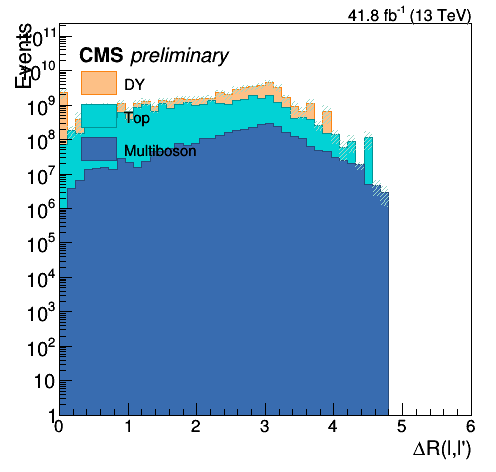 41.8 fb⁻¹ (13 TeV)
Events
CMS preliminary
DY
Top
Multiboson
10¹¹
10¹⁰
10⁹
10⁸
10⁷
10⁶
10⁵
10⁴
10³
10²
10
1
0 1 2 3 4 5 6
ΔR(l,l')